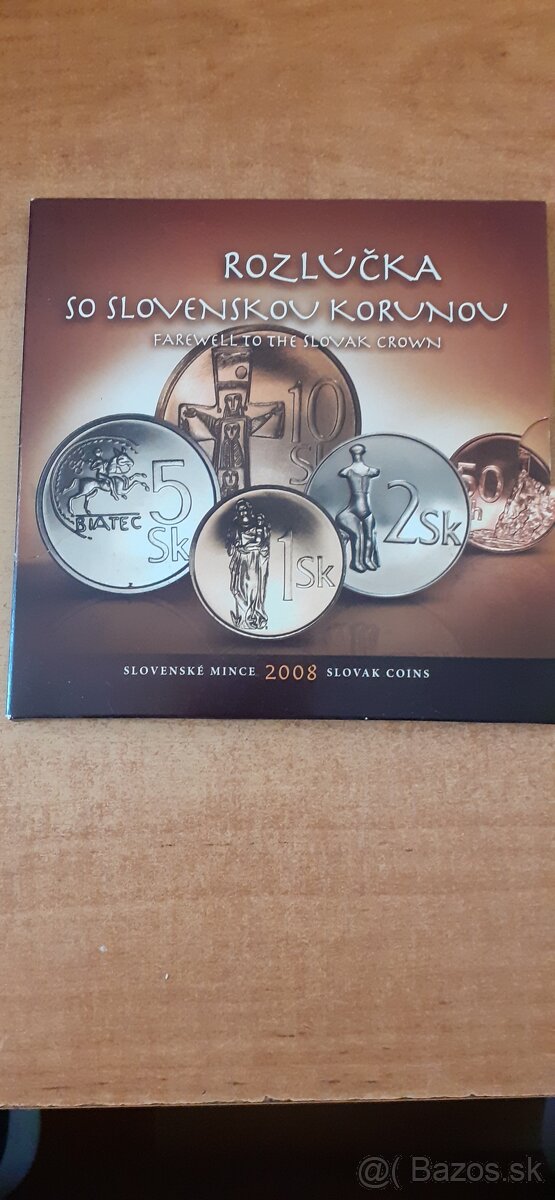 ROZLÚČKA
SO SLOVENSKOU KORUNOU
FAREWELL TO THE SLOVAK CROWN
10
S
5
Sk
BIATEC
2Sk
50
h
1Sk
SLOVENSKÉ MINCE 2008 SLOVAK COINS
@( Bazos.sk